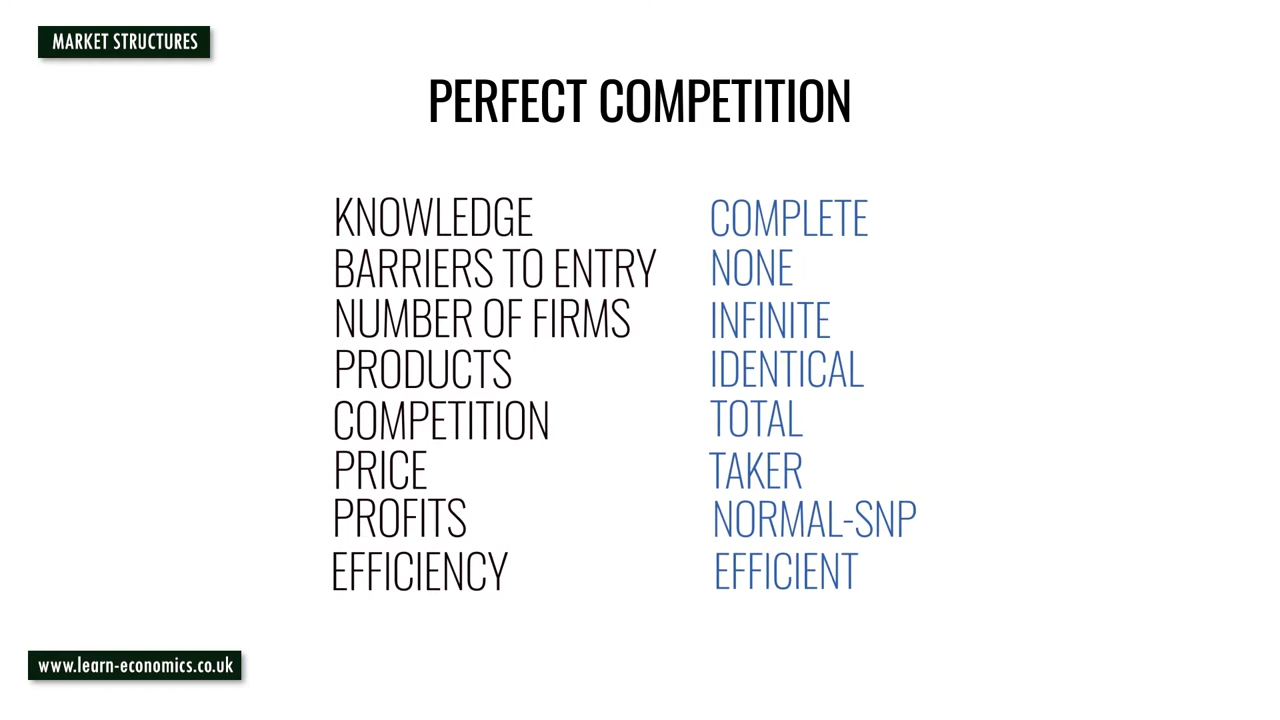 MARKET STRUCTURES
PERFECT COMPETITION
KNOWLEDGE COMPLETE
BARRIERS TO ENTRY NONE
NUMBER OF FIRMS INFINITE
PRODUCTS IDENTICAL
COMPETITION TOTAL
PRICE TAKER
PROFITS NORMAL-SNP
EFFICIENCY EFFICIENT
www.learn-economics.co.uk